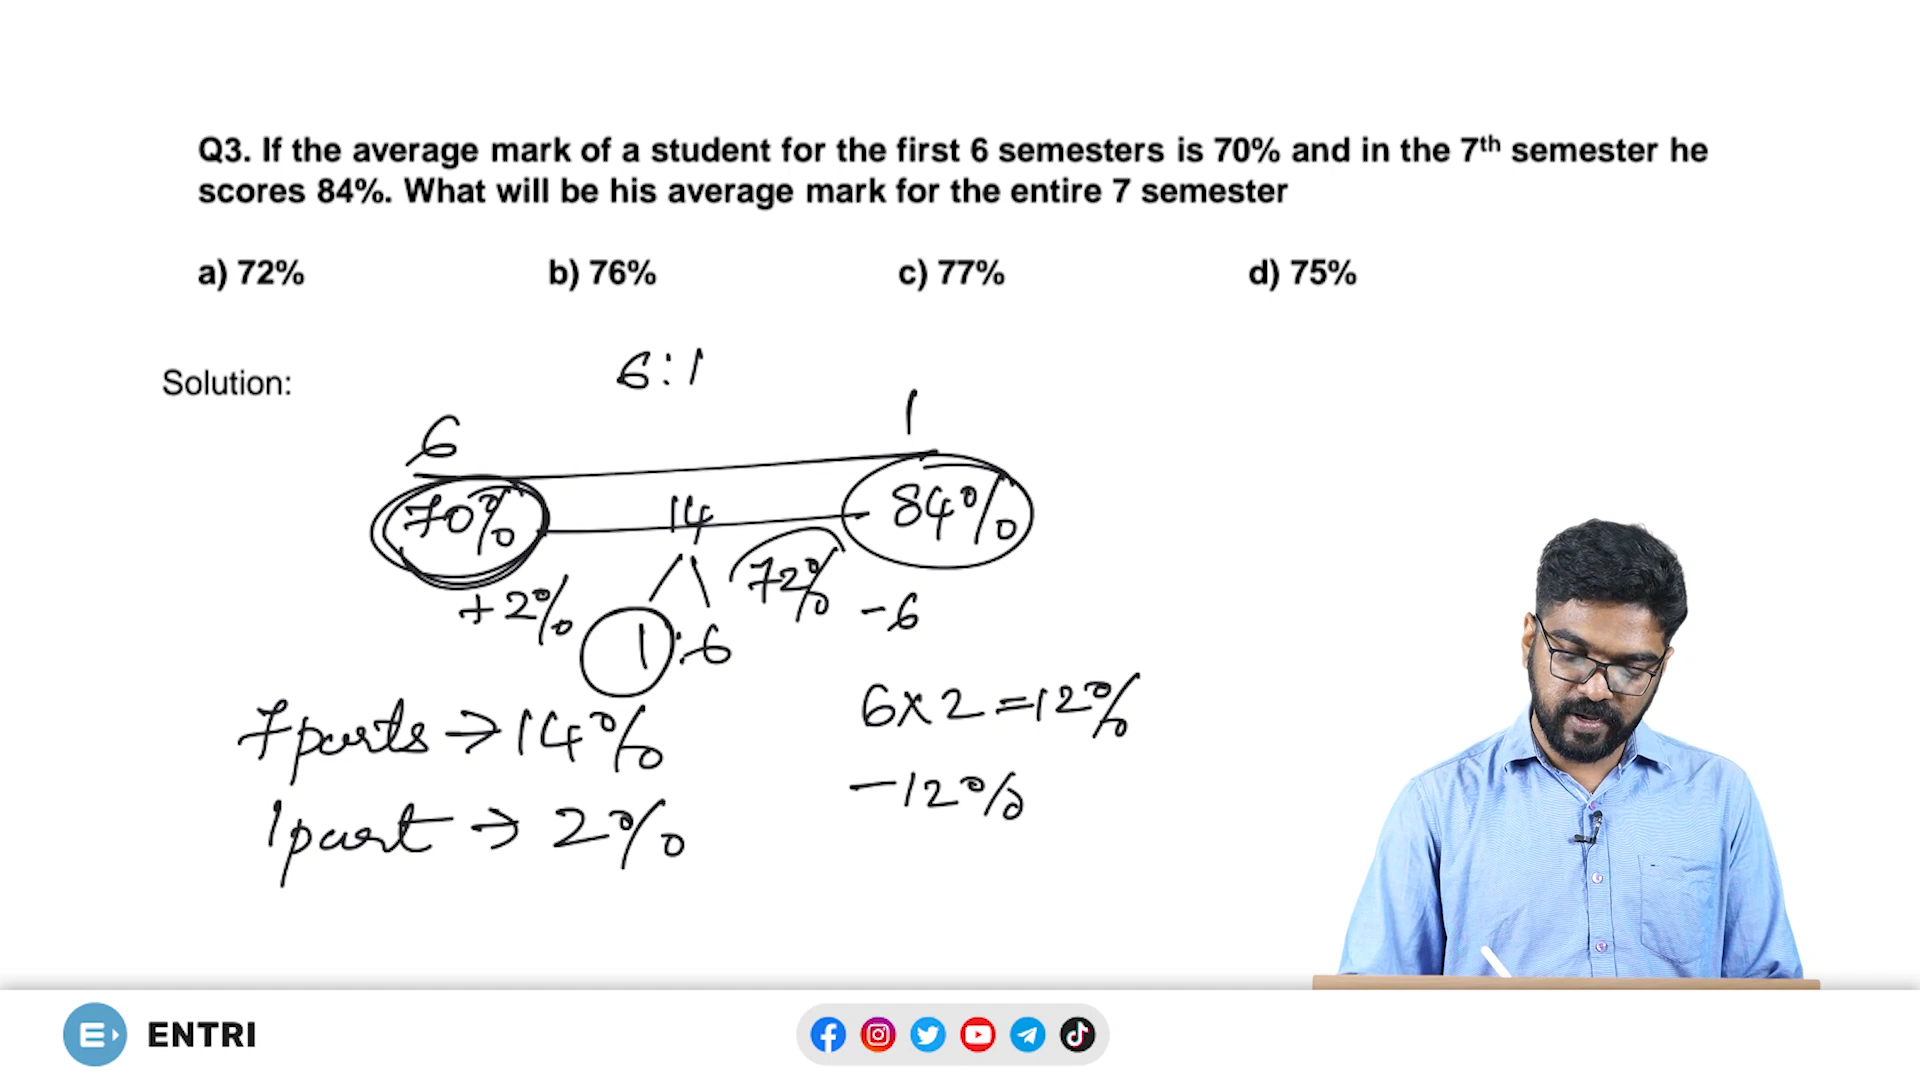 Q3. If the average mark of a student for the first 6 semesters is 70% and in the 7th semester he
scores 84%. What will be his average mark for the entire 7 semester
a) 72% b) 76% c) 77% d) 75%
Solution:
6:1
6 1
70% 14 84%
+2% 72% -6
1:6
7 parts → 14%
6x2=12%
-12%
1 part → 2%
E ENTRI